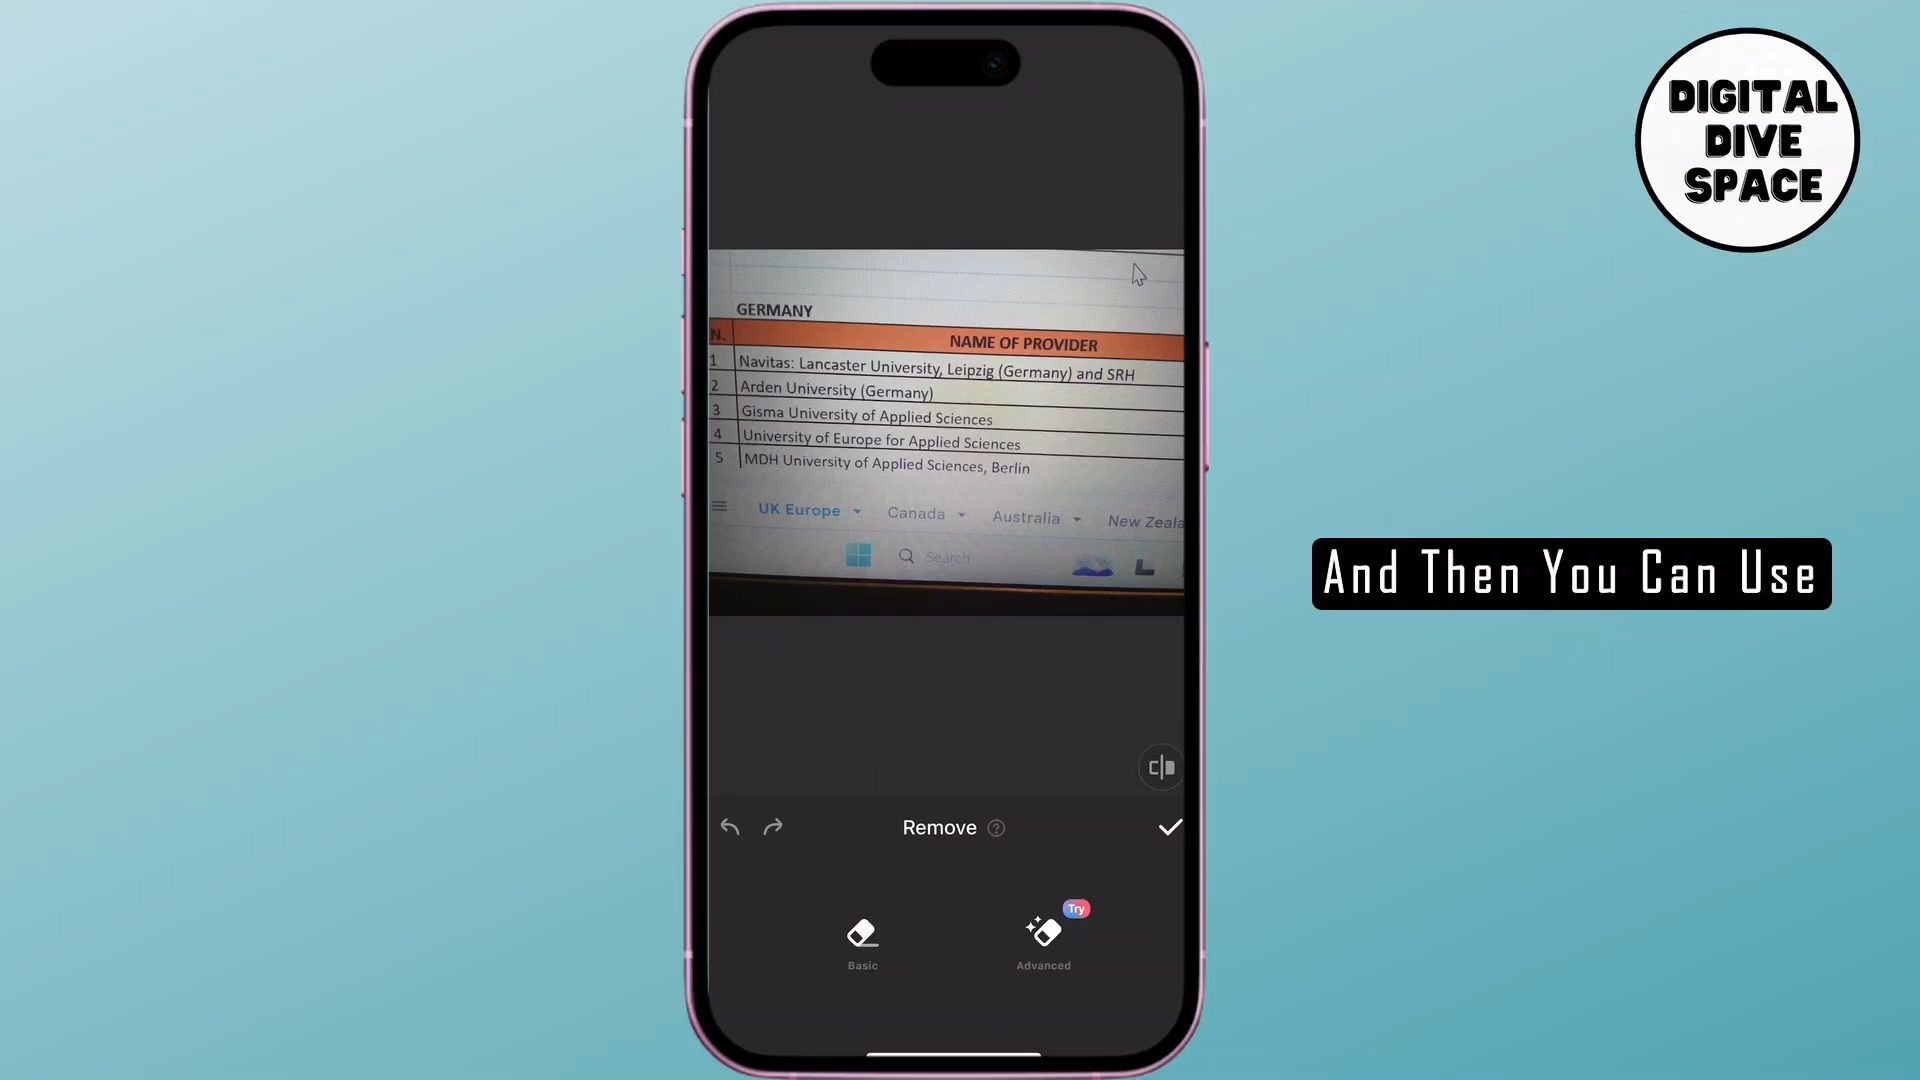 DIGITAL
DIVE
SPACE
GERMANY
N. NAME OF PROVIDER
1 Navitas: Lancaster University, Leipzig (Germany) and SRH
2 Arden University (Germany)
3 Gisma University of Applied Sciences
4 University of Europe for Applied Sciences
5 MDH University of Applied Sciences, Berlin
UK Europe Canada Australia New Zeala
Search
And Then You Can Use
Remove ?
Try
Basic Advanced